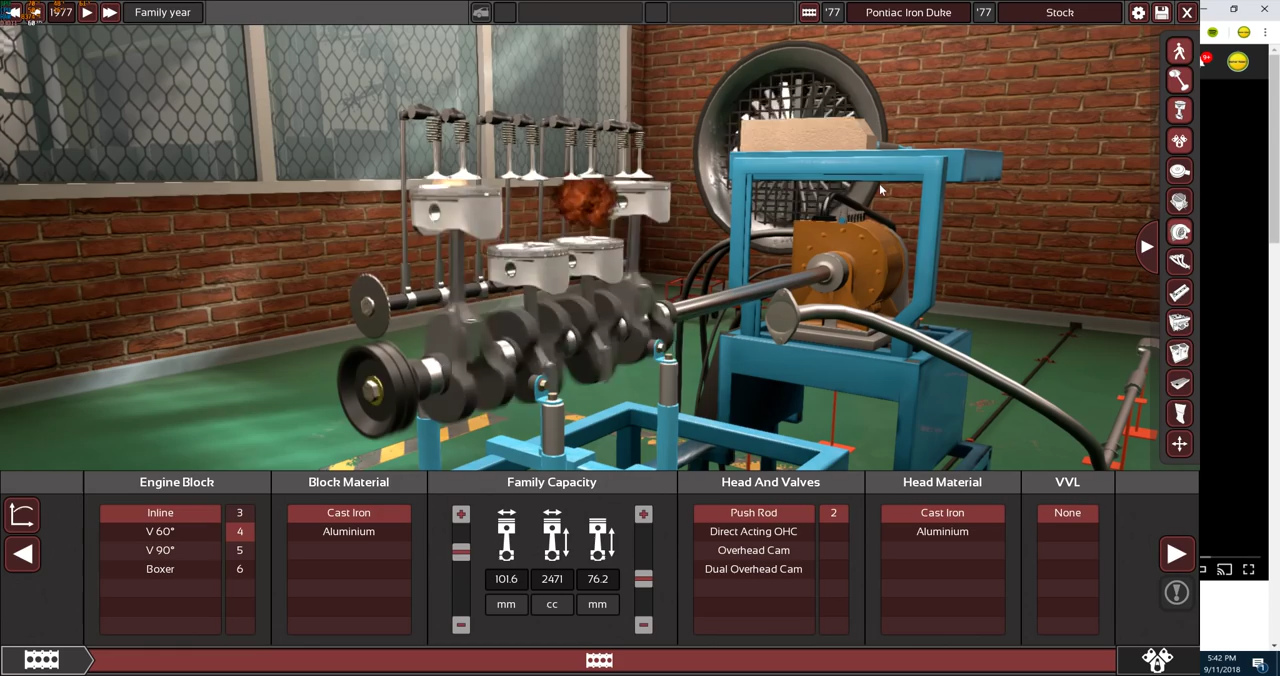 1977 Family year '77 Pontiac Iron Duke '77 Stock
9+
Engine Block Block Material Family Capacity Head And Valves Head Material VVL
Inline 3 Cast Iron Push Rod 2 Cast Iron None
V 60° 4 Aluminium Direct Acting OHC Aluminium
V 90° 5 Overhead Cam
Boxer 6 Dual Overhead Cam
101.6 2471 76.2
mm cc mm
5:42 PM
9/11/2018
1